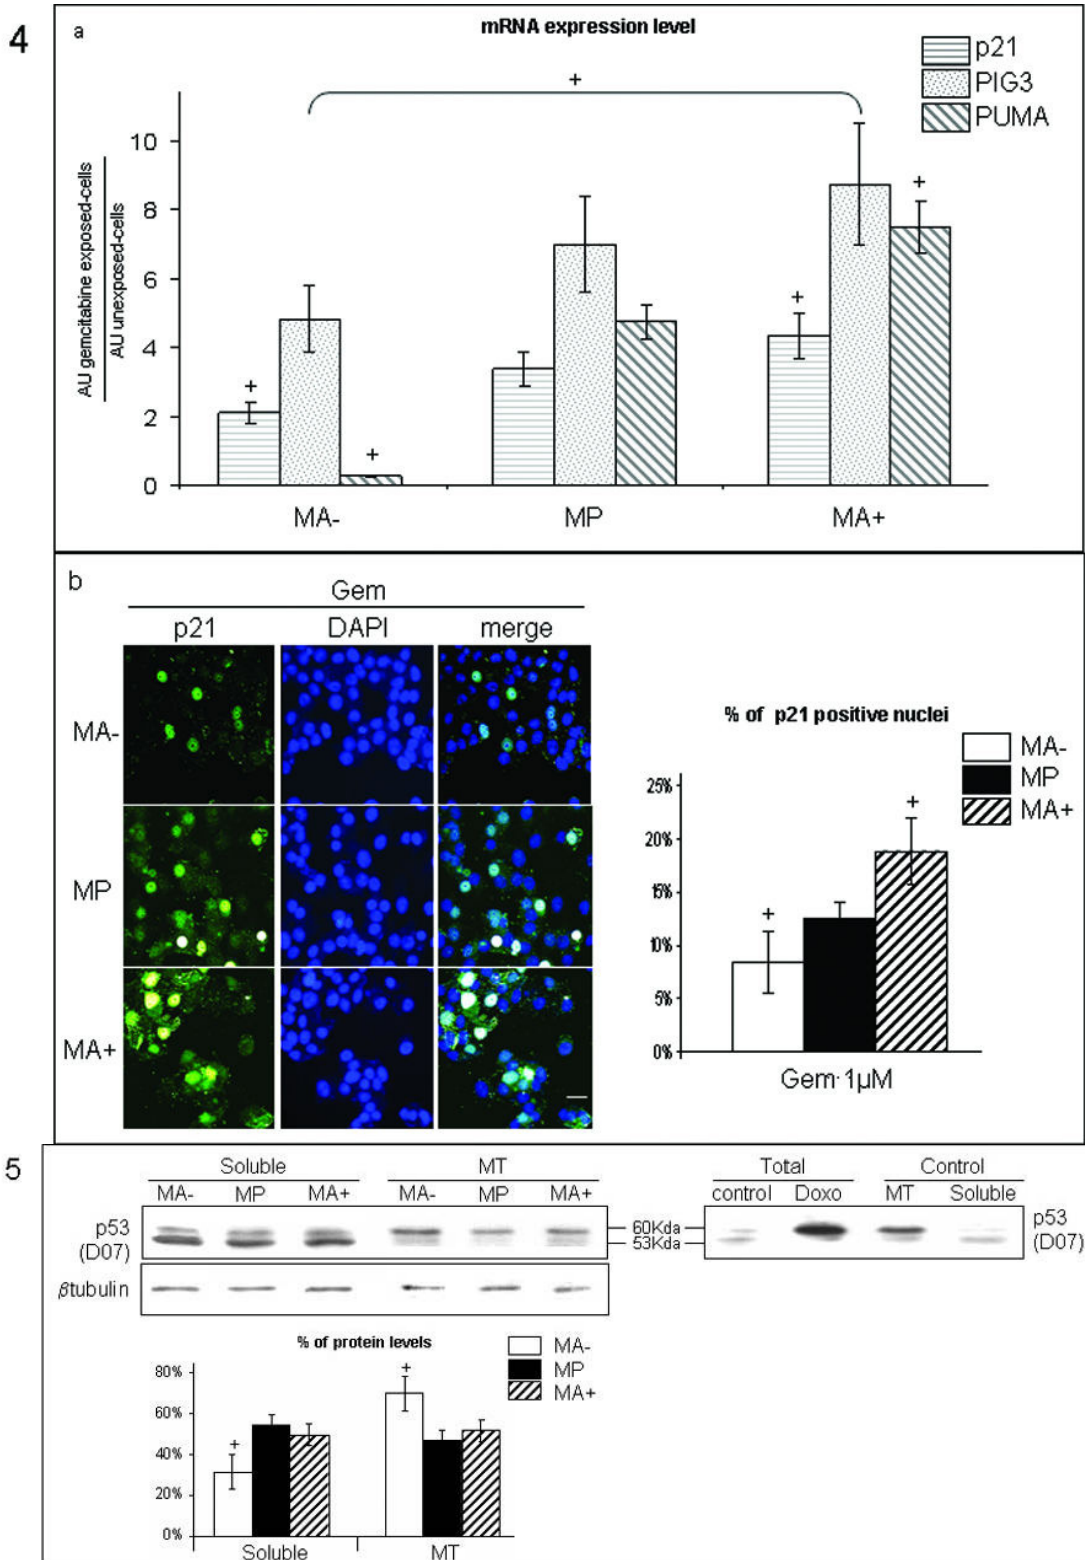 4
a
mRNA expression level
p21
PIG3
PUMA
+
10
8
6
4
2
0
AU gemcitabine exposed-cells
AU unexposed-cells
+
+
+
+
MA-
MP
MA+
b
Gem
p21
DAPI
merge
MA-
MP
MA+
% of p21 positive nuclei
MA-
MP
MA+
25%
20%
15%
10%
5%
0%
+
+
Gem·1µM
5
Soluble
MT
MA-
MP
MA+
MA-
MP
MA+
p53
(D07)
βtubulin
60Kda
53Kda
Total
Control
control
Doxo
MT
Soluble
p53
(D07)
% of protein levels
MA-
MP
MA+
80%
60%
40%
20%
0%
+
+
Soluble
MT